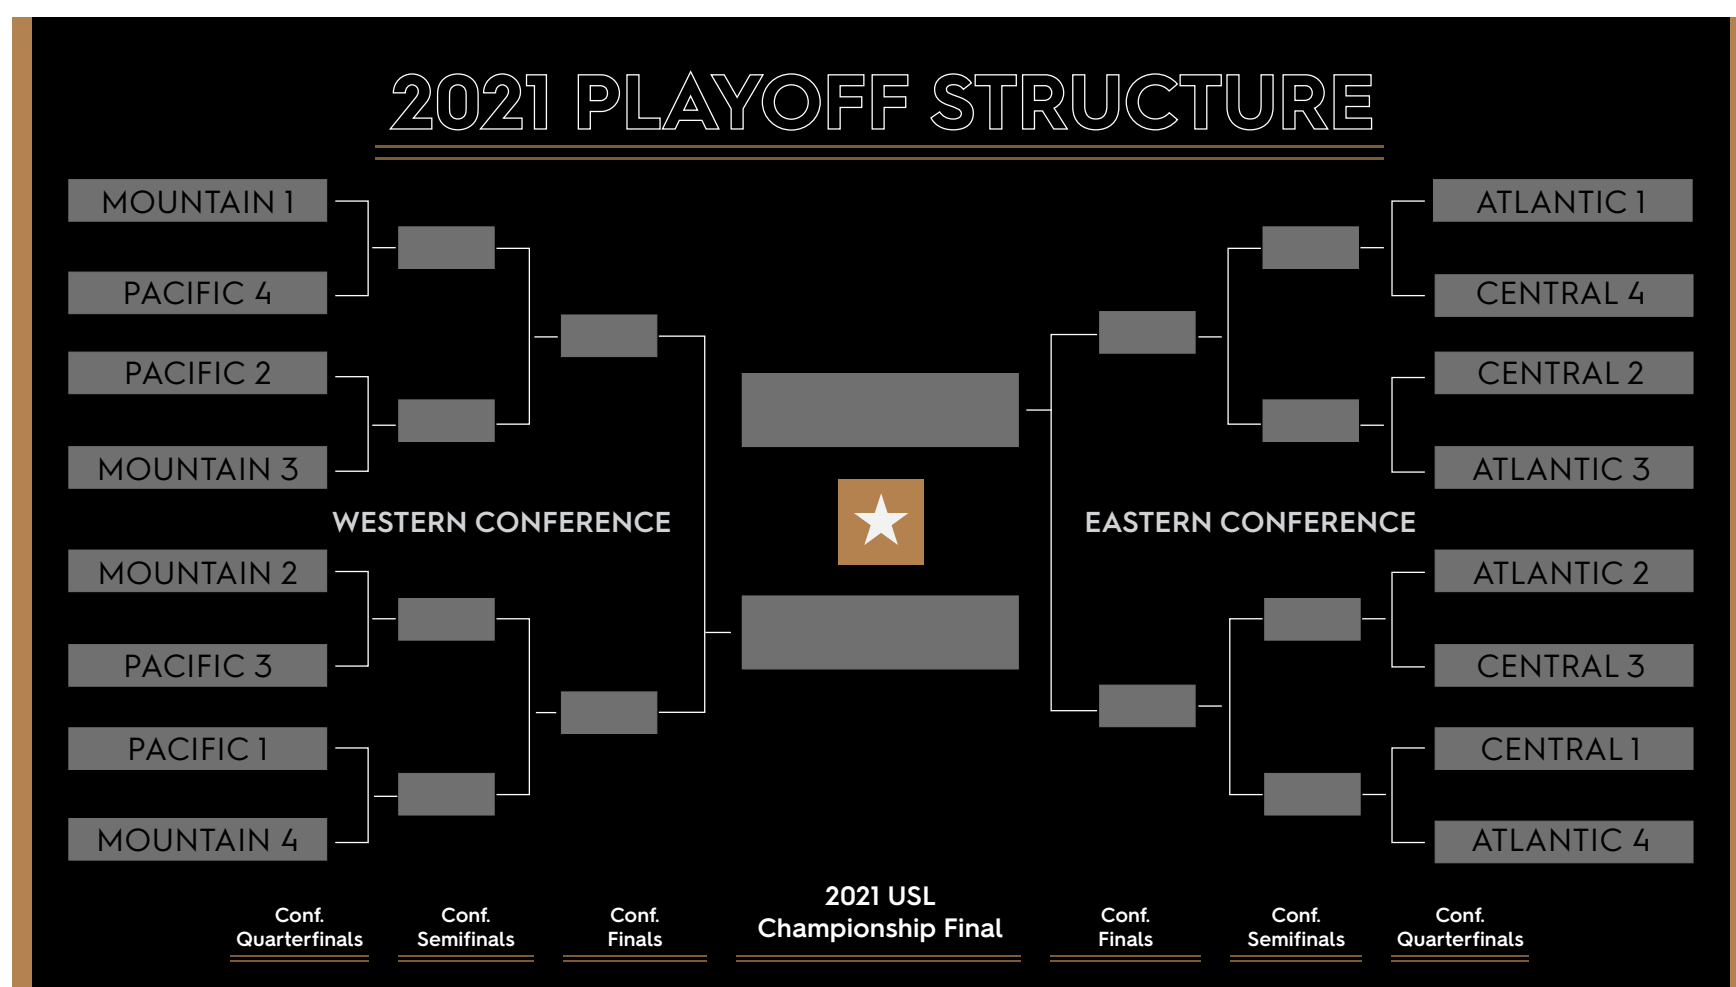 2021 PLAYOFF STRUCTURE
MOUNTAIN 1
PACIFIC 4
PACIFIC 2
MOUNTAIN 3
WESTERN CONFERENCE
MOUNTAIN 2
PACIFIC 3
PACIFIC 1
MOUNTAIN 4
ATLANTIC 1
CENTRAL 4
CENTRAL 2
ATLANTIC 3
EASTERN CONFERENCE
ATLANTIC 2
CENTRAL 3
CENTRAL 1
ATLANTIC 4
Conf.
Quarterfinals
Conf.
Semifinals
Conf.
Finals
2021 USL
Championship Final
Conf.
Finals
Conf.
Semifinals
Conf.
Quarterfinals